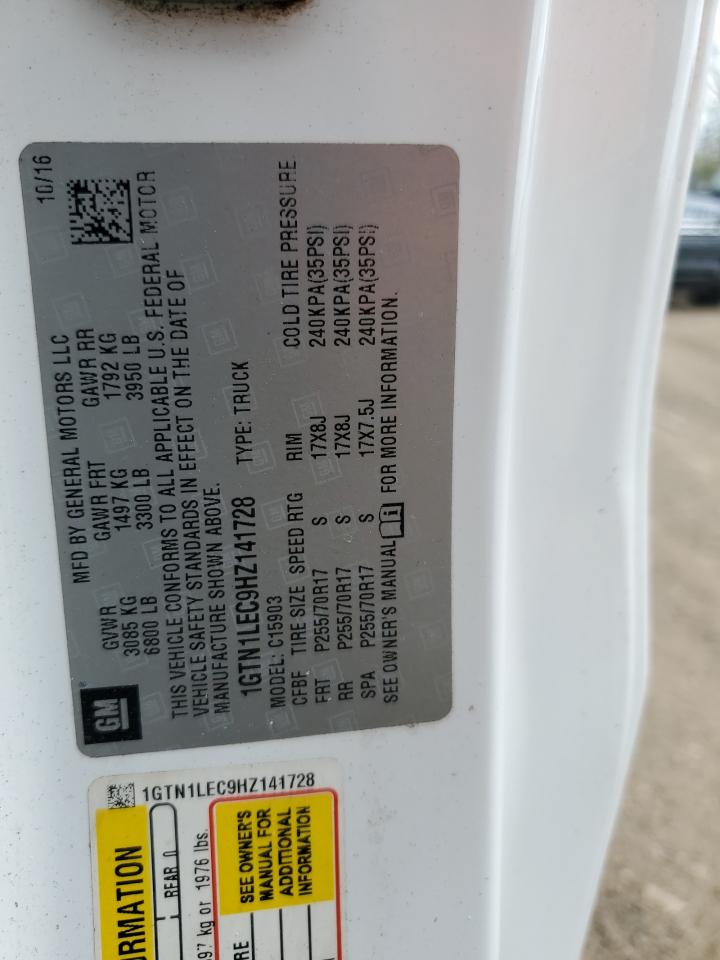 GM
MFD BY GENERAL MOTORS LLC
10/16
GVWR GAWR FRT GAWR RR
3085 KG 1497 KG 1792 KG
6800 LB 3300 LB 3950 LB
THIS VEHICLE CONFORMS TO ALL APPLICABLE U.S. FEDERAL MOTOR
VEHICLE SAFETY STANDARDS IN EFFECT ON THE DATE OF
MANUFACTURE SHOWN ABOVE.
1GTN1LEC9HZ141728 TYPE: TRUCK
MODEL: C15903
CFBF TIRE SIZE SPEED RTG RIM COLD TIRE PRESSURE
FRT P255/70R17 S 17X8J 240KPA(35PSI)
RR P255/70R17 S 17X8J 240KPA(35PSI)
SPA P255/70R17 S 17X7.5J 240KPA(35PSI)
SEE OWNER'S MANUAL i FOR MORE INFORMATION.
1GTN1LEC9HZ141728
REAR 0
1976 lbs.
kg or
SEE OWNER'S
MANUAL FOR
ADDITIONAL
INFORMATION